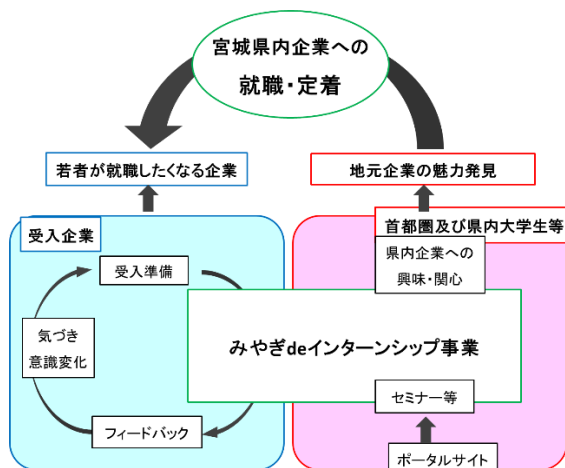 宮城県内企業への
就職・定着
若者が就職したくなる企業
地元企業の魅力発見
受入企業
首都圏及び県内大学生等
受入準備
県内企業への
興味・関心
気づき
意識変化
みやぎdeインターンシップ事業
セミナー等
フィードバック
ポータルサイト